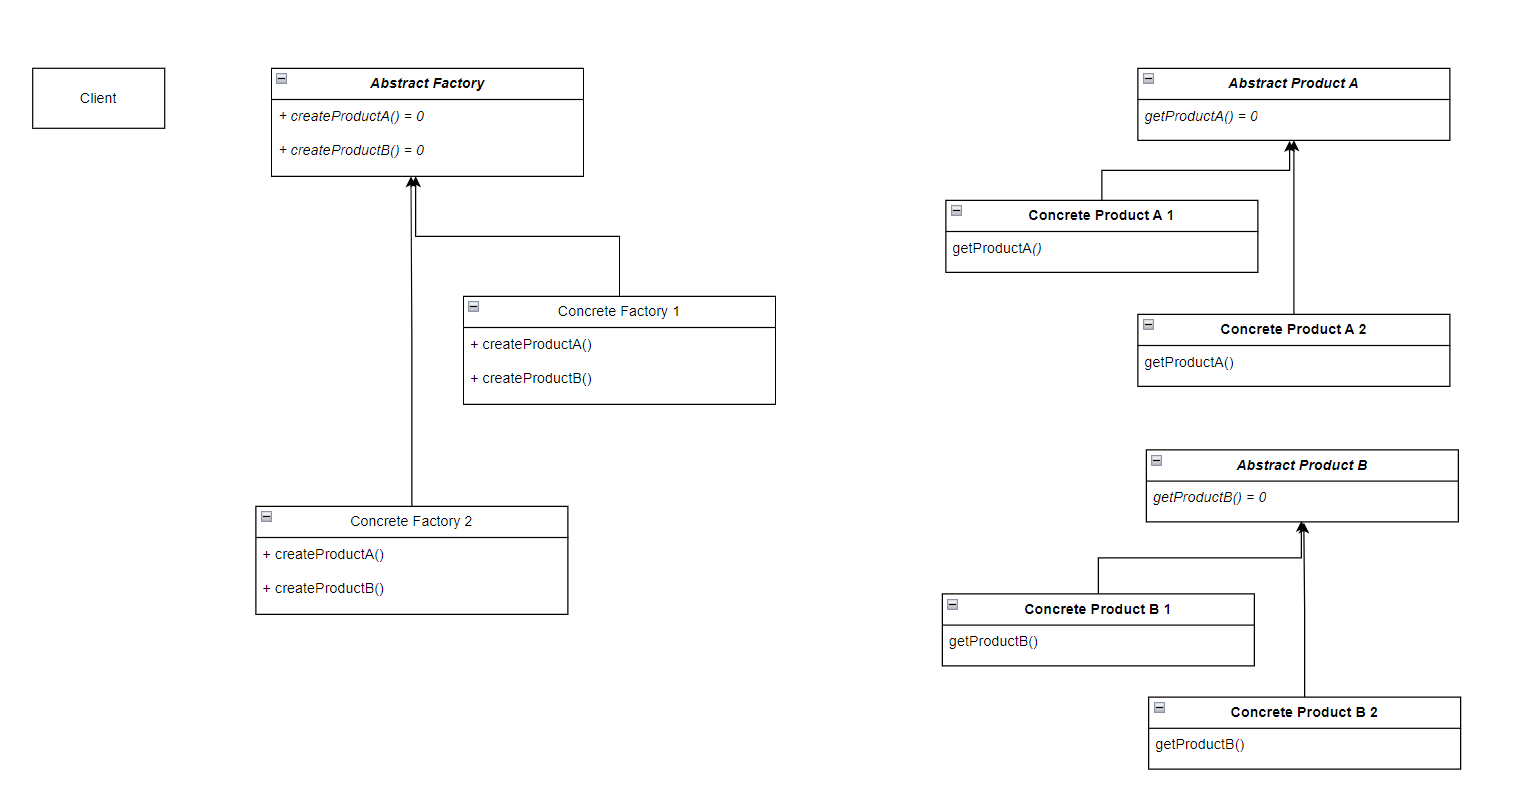 Client
Abstract Factory
+ createProductA() = 0
+ createProductB() = 0
Concrete Factory 1
+ createProductA()
+ createProductB()
Concrete Factory 2
+ createProductA()
+ createProductB()
Abstract Product A
getProductA() = 0
Concrete Product A 1
getProductA()
Concrete Product A 2
getProductA()
Abstract Product B
getProductB() = 0
Concrete Product B 1
getProductB()
Concrete Product B 2
getProductB()